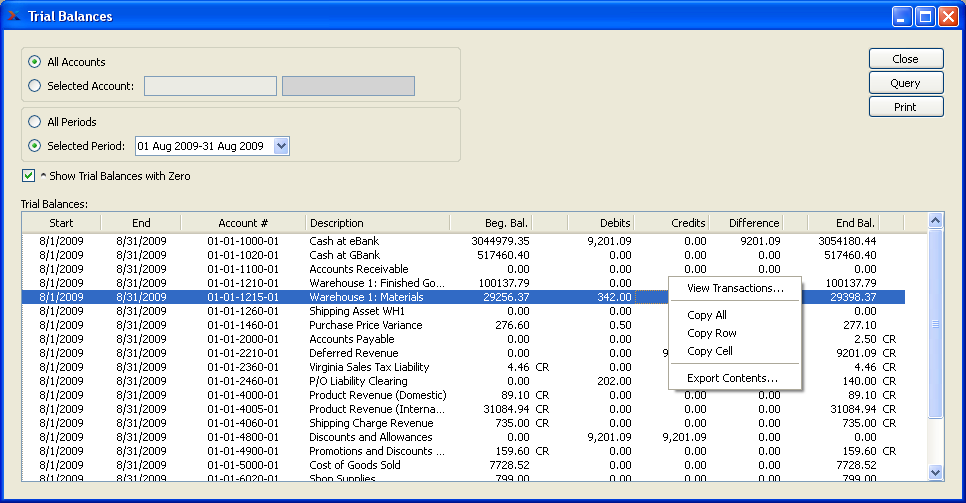 Trial Balances
All Accounts
Selected Account:
Close
Query
Print
All Periods
Selected Period: 01 Aug 2009-31 Aug 2009
^ Show Trial Balances with Zero
Trial Balances:
Start End Account # Description Beg. Bal. Debits Credits Difference End Bal.
8/1/2009 8/31/2009 01-01-1000-01 Cash at eBank 3044979.35 9,201.09 0.00 9201.09 3054180.44
8/1/2009 8/31/2009 01-01-1020-01 Cash at GBank 517460.40 0.00 0.00 0.00 517460.40
8/1/2009 8/31/2009 01-01-1100-01 Accounts Receivable 0.00 0.00 0.00 0.00 0.00
8/1/2009 8/31/2009 01-01-1210-01 Warehouse 1: Finished Go... 100137.79 0.00 100137.79
8/1/2009 8/31/2009 01-01-1215-01 Warehouse 1: Materials 29256.37 342.00 29398.37
8/1/2009 8/31/2009 01-01-1260-01 Shipping Asset WH1 0.00 0.00 0.00
8/1/2009 8/31/2009 01-01-1460-01 Purchase Price Variance 276.60 0.50 277.10
8/1/2009 8/31/2009 01-01-2000-01 Accounts Payable 0.00 0.00 2.50 CR
8/1/2009 8/31/2009 01-01-2210-01 Deferred Revenue 0.00 0.00 9201.09 CR
8/1/2009 8/31/2009 01-01-2360-01 Virginia Sales Tax Liability 4.46 CR 0.00 4.46 CR
8/1/2009 8/31/2009 01-01-2460-01 P/O Liability Clearing 0.00 202.00 140.00 CR
8/1/2009 8/31/2009 01-01-4000-01 Product Revenue (Domestic) 89.10 CR 0.00 0.00 0.00 89.10 CR
8/1/2009 8/31/2009 01-01-4005-01 Product Revenue (Interna... 31084.94 CR 0.00 0.00 0.00 31084.94 CR
8/1/2009 8/31/2009 01-01-4060-01 Shipping Charge Revenue 735.00 CR 0.00 0.00 0.00 735.00 CR
8/1/2009 8/31/2009 01-01-4800-01 Discounts and Allowances 0.00 9,201.09 9,201.09 0.00 0.00
8/1/2009 8/31/2009 01-01-4900-01 Promotions and Discounts ... 159.60 CR 0.00 0.00 0.00 159.60 CR
8/1/2009 8/31/2009 01-01-5000-01 Cost of Goods Sold 7728.52 0.00 0.00 0.00 7728.52
8/1/2009 8/31/2009 01-01-6020-01 Shop Supplies 799.00 0.00 0.00 0.00 799.00
View Transactions...
Copy All
Copy Row
Copy Cell
Export Contents...